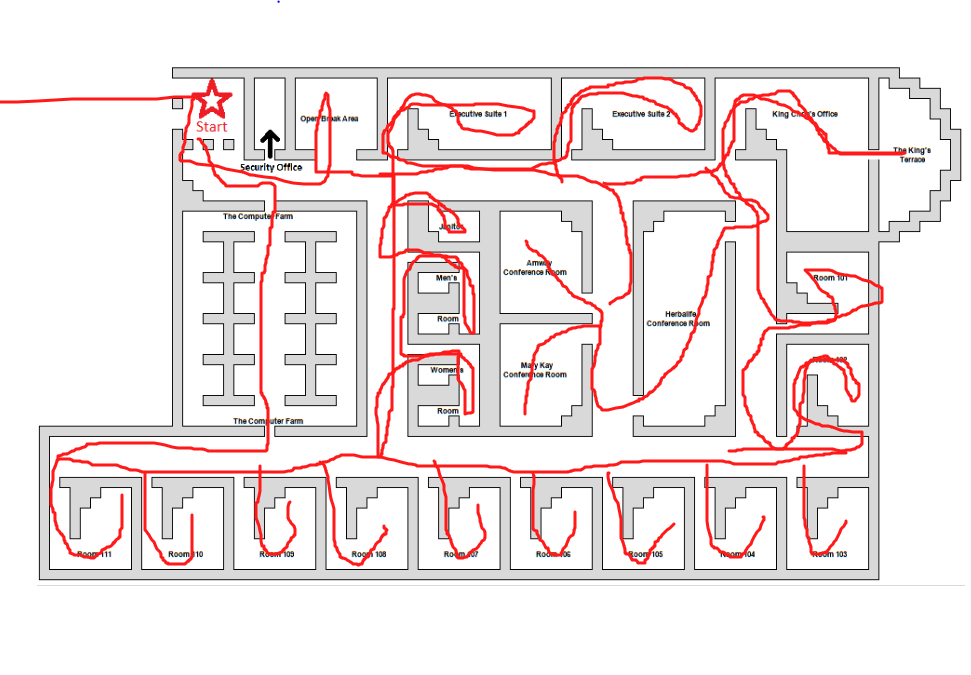 Start
Open Break Area
Executive Suite 1
Executive Suite 2
King Click's Office
The King's
Terrace
Security Office
The Computer Farm
Janitor
Amway
Conference Room
Men's
Room
Herbalife
Conference Room
Room 101
Mary Kay
Conference Room
Women's
Room
Room 102
The Computer Farm
Room 111
Room 110
Room 109
Room 108
Room 107
Room 106
Room 105
Room 104
Room 103